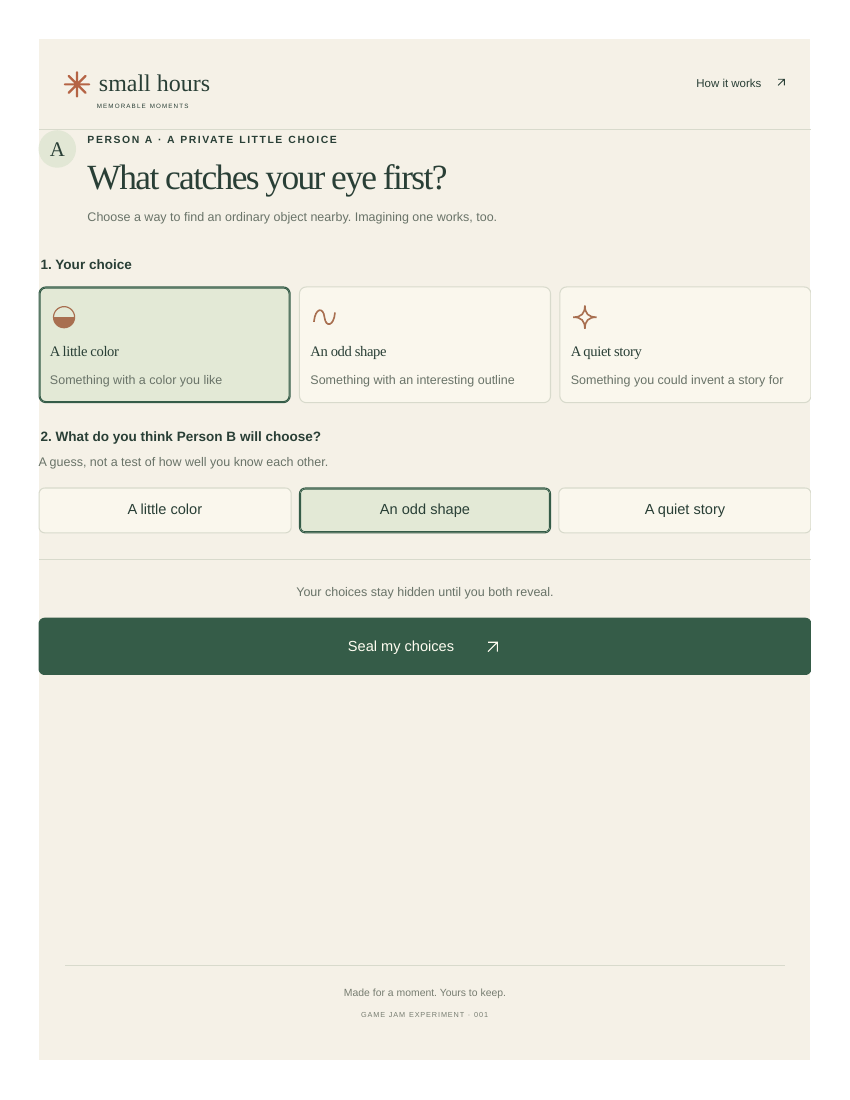 small hours
MEMORABLE MOMENTS
How it works
A
PERSON A · A PRIVATE LITTLE CHOICE
What catches your eye first?
Choose a way to find an ordinary object nearby. Imagining one works, too.
1. Your choice
A little color
Something with a color you like
An odd shape
Something with an interesting outline
A quiet story
Something you could invent a story for
2. What do you think Person B will choose?
A guess, not a test of how well you know each other.
A little color
An odd shape
A quiet story
Your choices stay hidden until you both reveal.
Seal my choices
Made for a moment. Yours to keep.
GAME JAM EXPERIMENT · 001